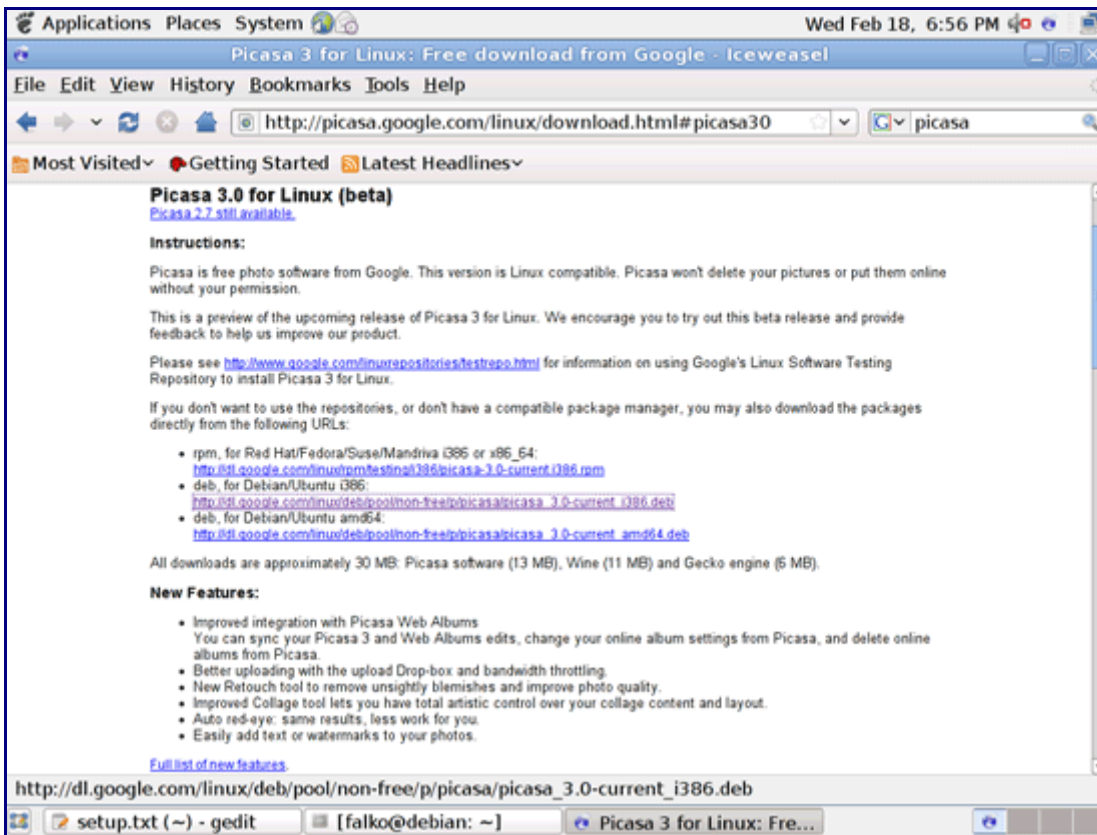 Applications Places System
Wed Feb 18, 6:56 PM
Picasa 3 for Linux: Free download from Google - Iceweasel
File Edit View History Bookmarks Tools Help
http://picasa.google.com/linux/download.html#picasa30
G picasa
Most Visited Getting Started Latest Headlines
Picasa 3.0 for Linux (beta)
Picasa 2.7 still available.
Instructions:
Picasa is free photo software from Google. This version is Linux compatible. Picasa won't delete your pictures or put them online
without your permission.
This is a preview of the upcoming release of Picasa 3 for Linux. We encourage you to try out this beta release and provide
feedback to help us improve our product.
Please see http://www.google.com/linuxrepositories/testrepo.html for information on using Google's Linux Software Testing
Repository to install Picasa 3 for Linux.
If you don't want to use the repositories, or don't have a compatible package manager, you may also download the packages
directly from the following URLs:
• rpm, for Red Hat/Fedora/Suse/Mandriva i386 or x86_64:
http://dl.google.com/linux/rpm/testing/i386/picasa-3.0-current.i386.rpm
• deb, for Debian/Ubuntu i386:
http://dl.google.com/linux/deb/pool/non-free/p/picasa/picasa_3.0-current_i386.deb
• deb, for Debian/Ubuntu amd64:
http://dl.google.com/linux/deb/pool/non-free/p/picasa/picasa_3.0-current_amd64.deb
All downloads are approximately 30 MB: Picasa software (13 MB), Wine (11 MB) and Gecko engine (6 MB).
New Features:
• Improved integration with Picasa Web Albums
You can sync your Picasa 3 and Web Albums edits, change your online album settings from Picasa, and delete online
albums from Picasa.
• Better uploading with the upload Drop-box and bandwidth throttling.
• New Retouch tool to remove unsightly blemishes and improve photo quality.
• Improved Collage tool lets you have total artistic control over your collage content and layout.
• Auto red-eye: same results, less work for you.
• Easily add text or watermarks to your photos.
Full list of new features.
http://dl.google.com/linux/deb/pool/non-free/p/picasa/picasa_3.0-current_i386.deb
setup.txt (~) - gedit
[falko@debian: ~]
Picasa 3 for Linux: Fre...